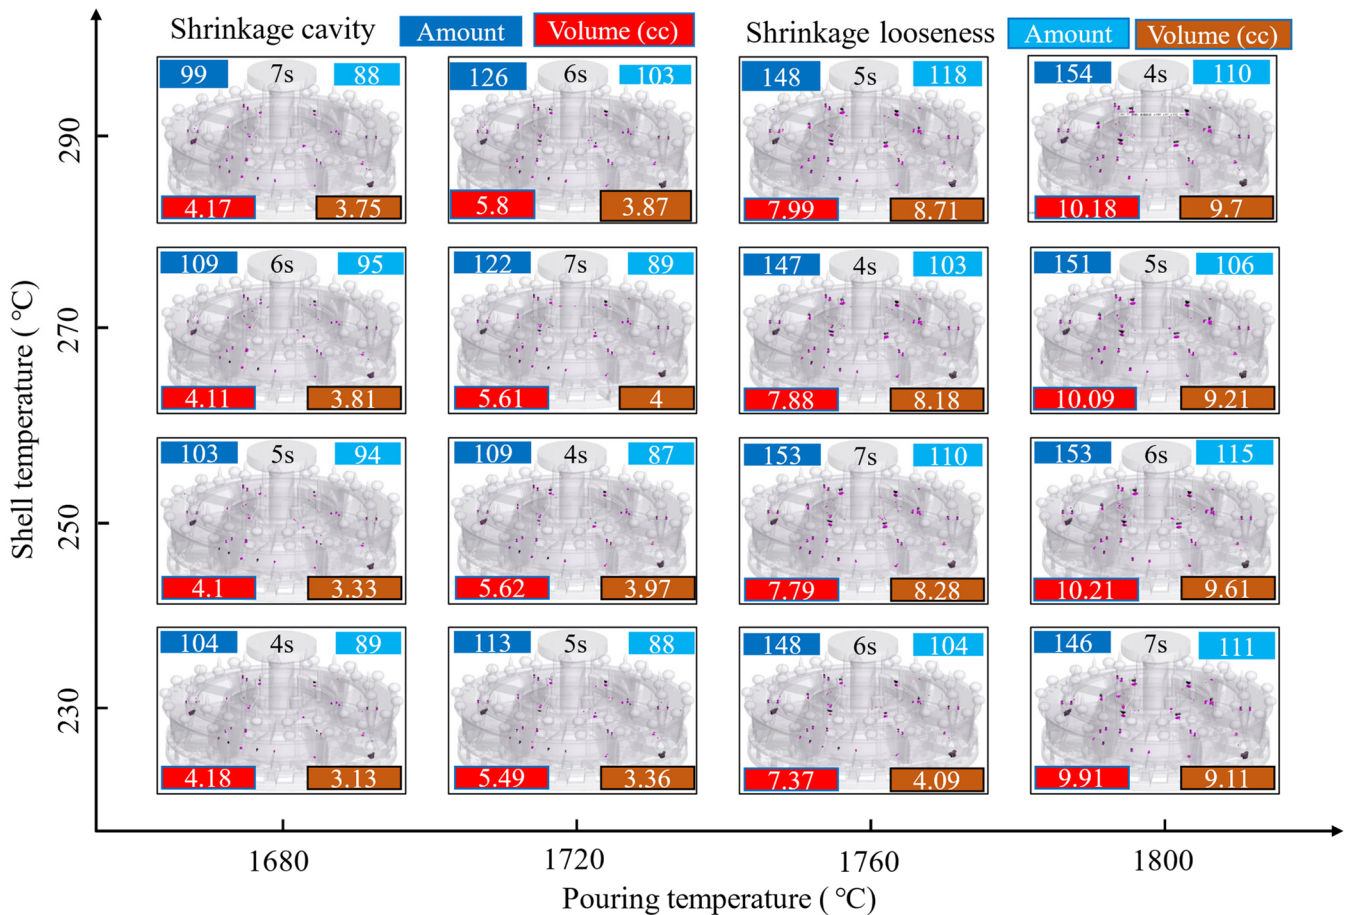 Shrinkage cavity Amount Volume (cc) Shrinkage looseness Amount Volume (cc)
99 7s 88 126 6s 103 148 5s 118 154 4s 110
4.17 3.75 5.8 3.87 7.99 8.71 10.18 9.7
290
109 6s 95 122 7s 89 147 4s 103 151 5s 106
4.11 3.81 5.61 4 7.88 8.18 10.09 9.21
270
103 5s 94 109 4s 87 153 7s 110 153 6s 115
4.1 3.33 5.62 3.97 7.79 8.28 10.21 9.61
250
104 4s 89 113 5s 88 148 6s 104 146 7s 111
4.18 3.13 5.49 3.36 7.37 4.09 9.91 9.11
230
Shell temperature ( °C)
1680 1720 1760 1800
Pouring temperature ( °C)